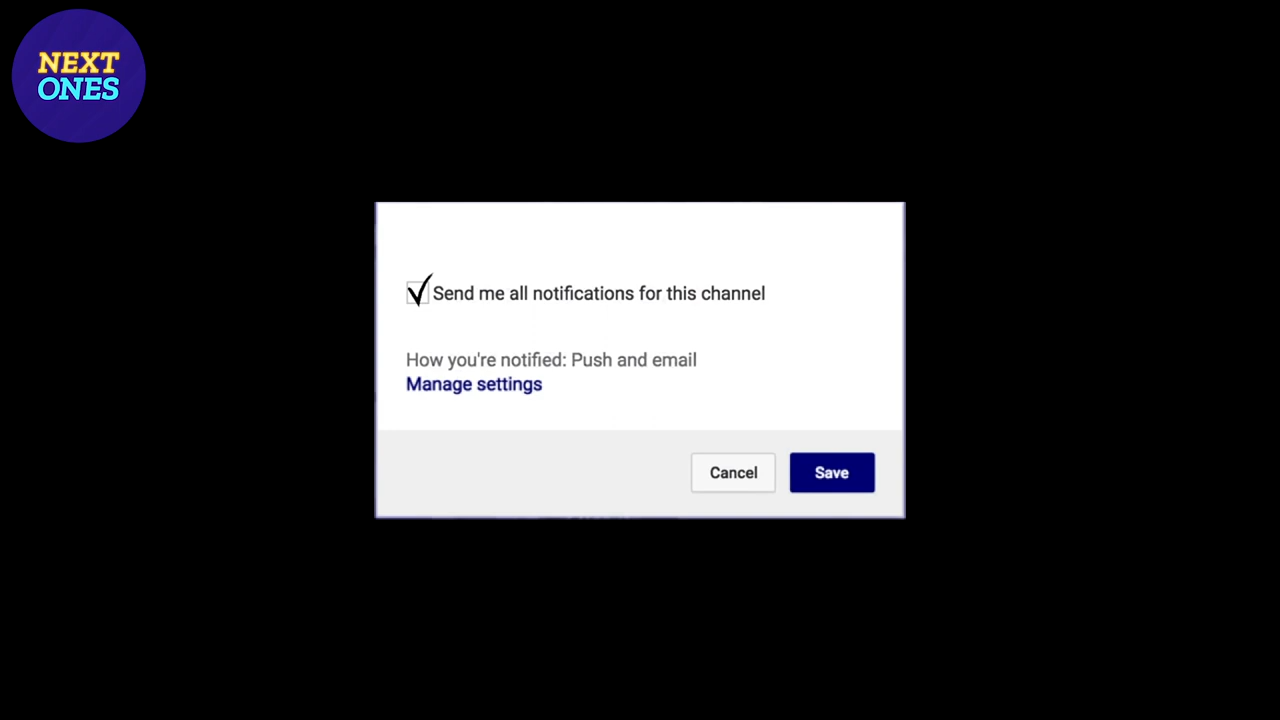 NEXT
ONES
Send me all notifications for this channel
How you're notified: Push and email
Manage settings
Cancel Save